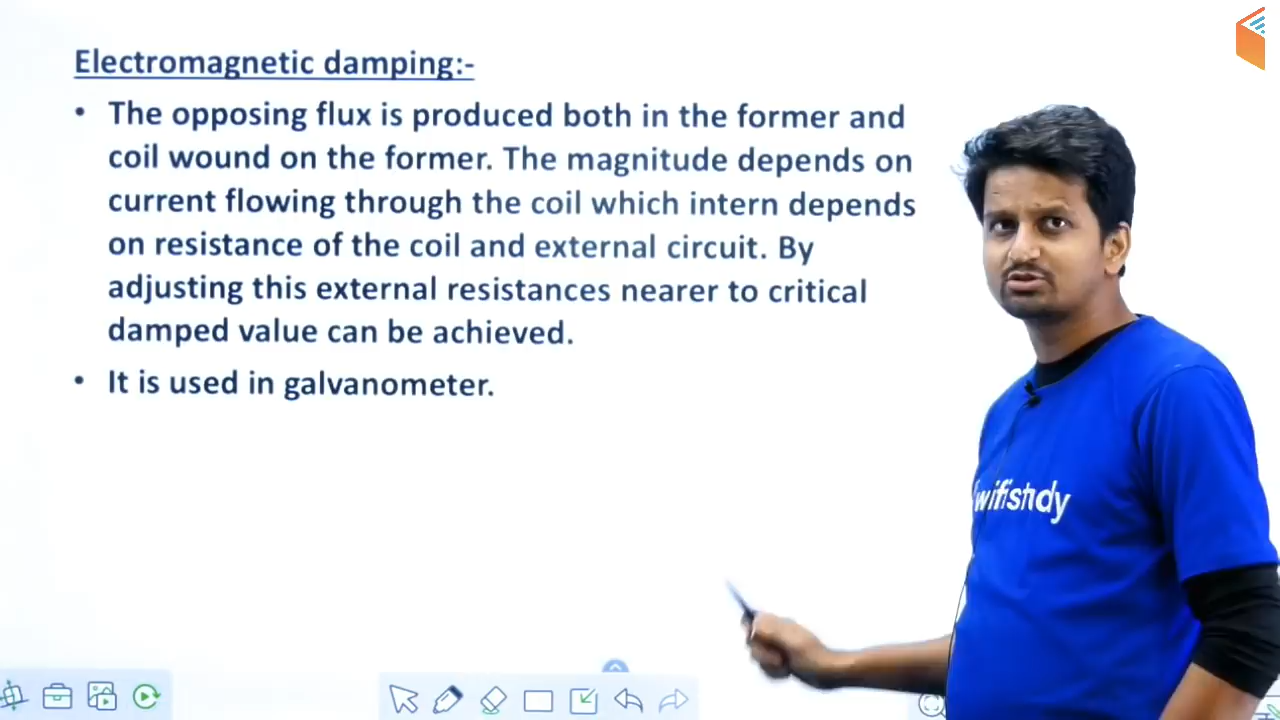 Electromagnetic damping:-
• The opposing flux is produced both in the former and
coil wound on the former. The magnitude depends on
current flowing through the coil which intern depends
on resistance of the coil and external circuit. By
adjusting this external resistances nearer to critical
damped value can be achieved.
• It is used in galvanometer.
wifistudy